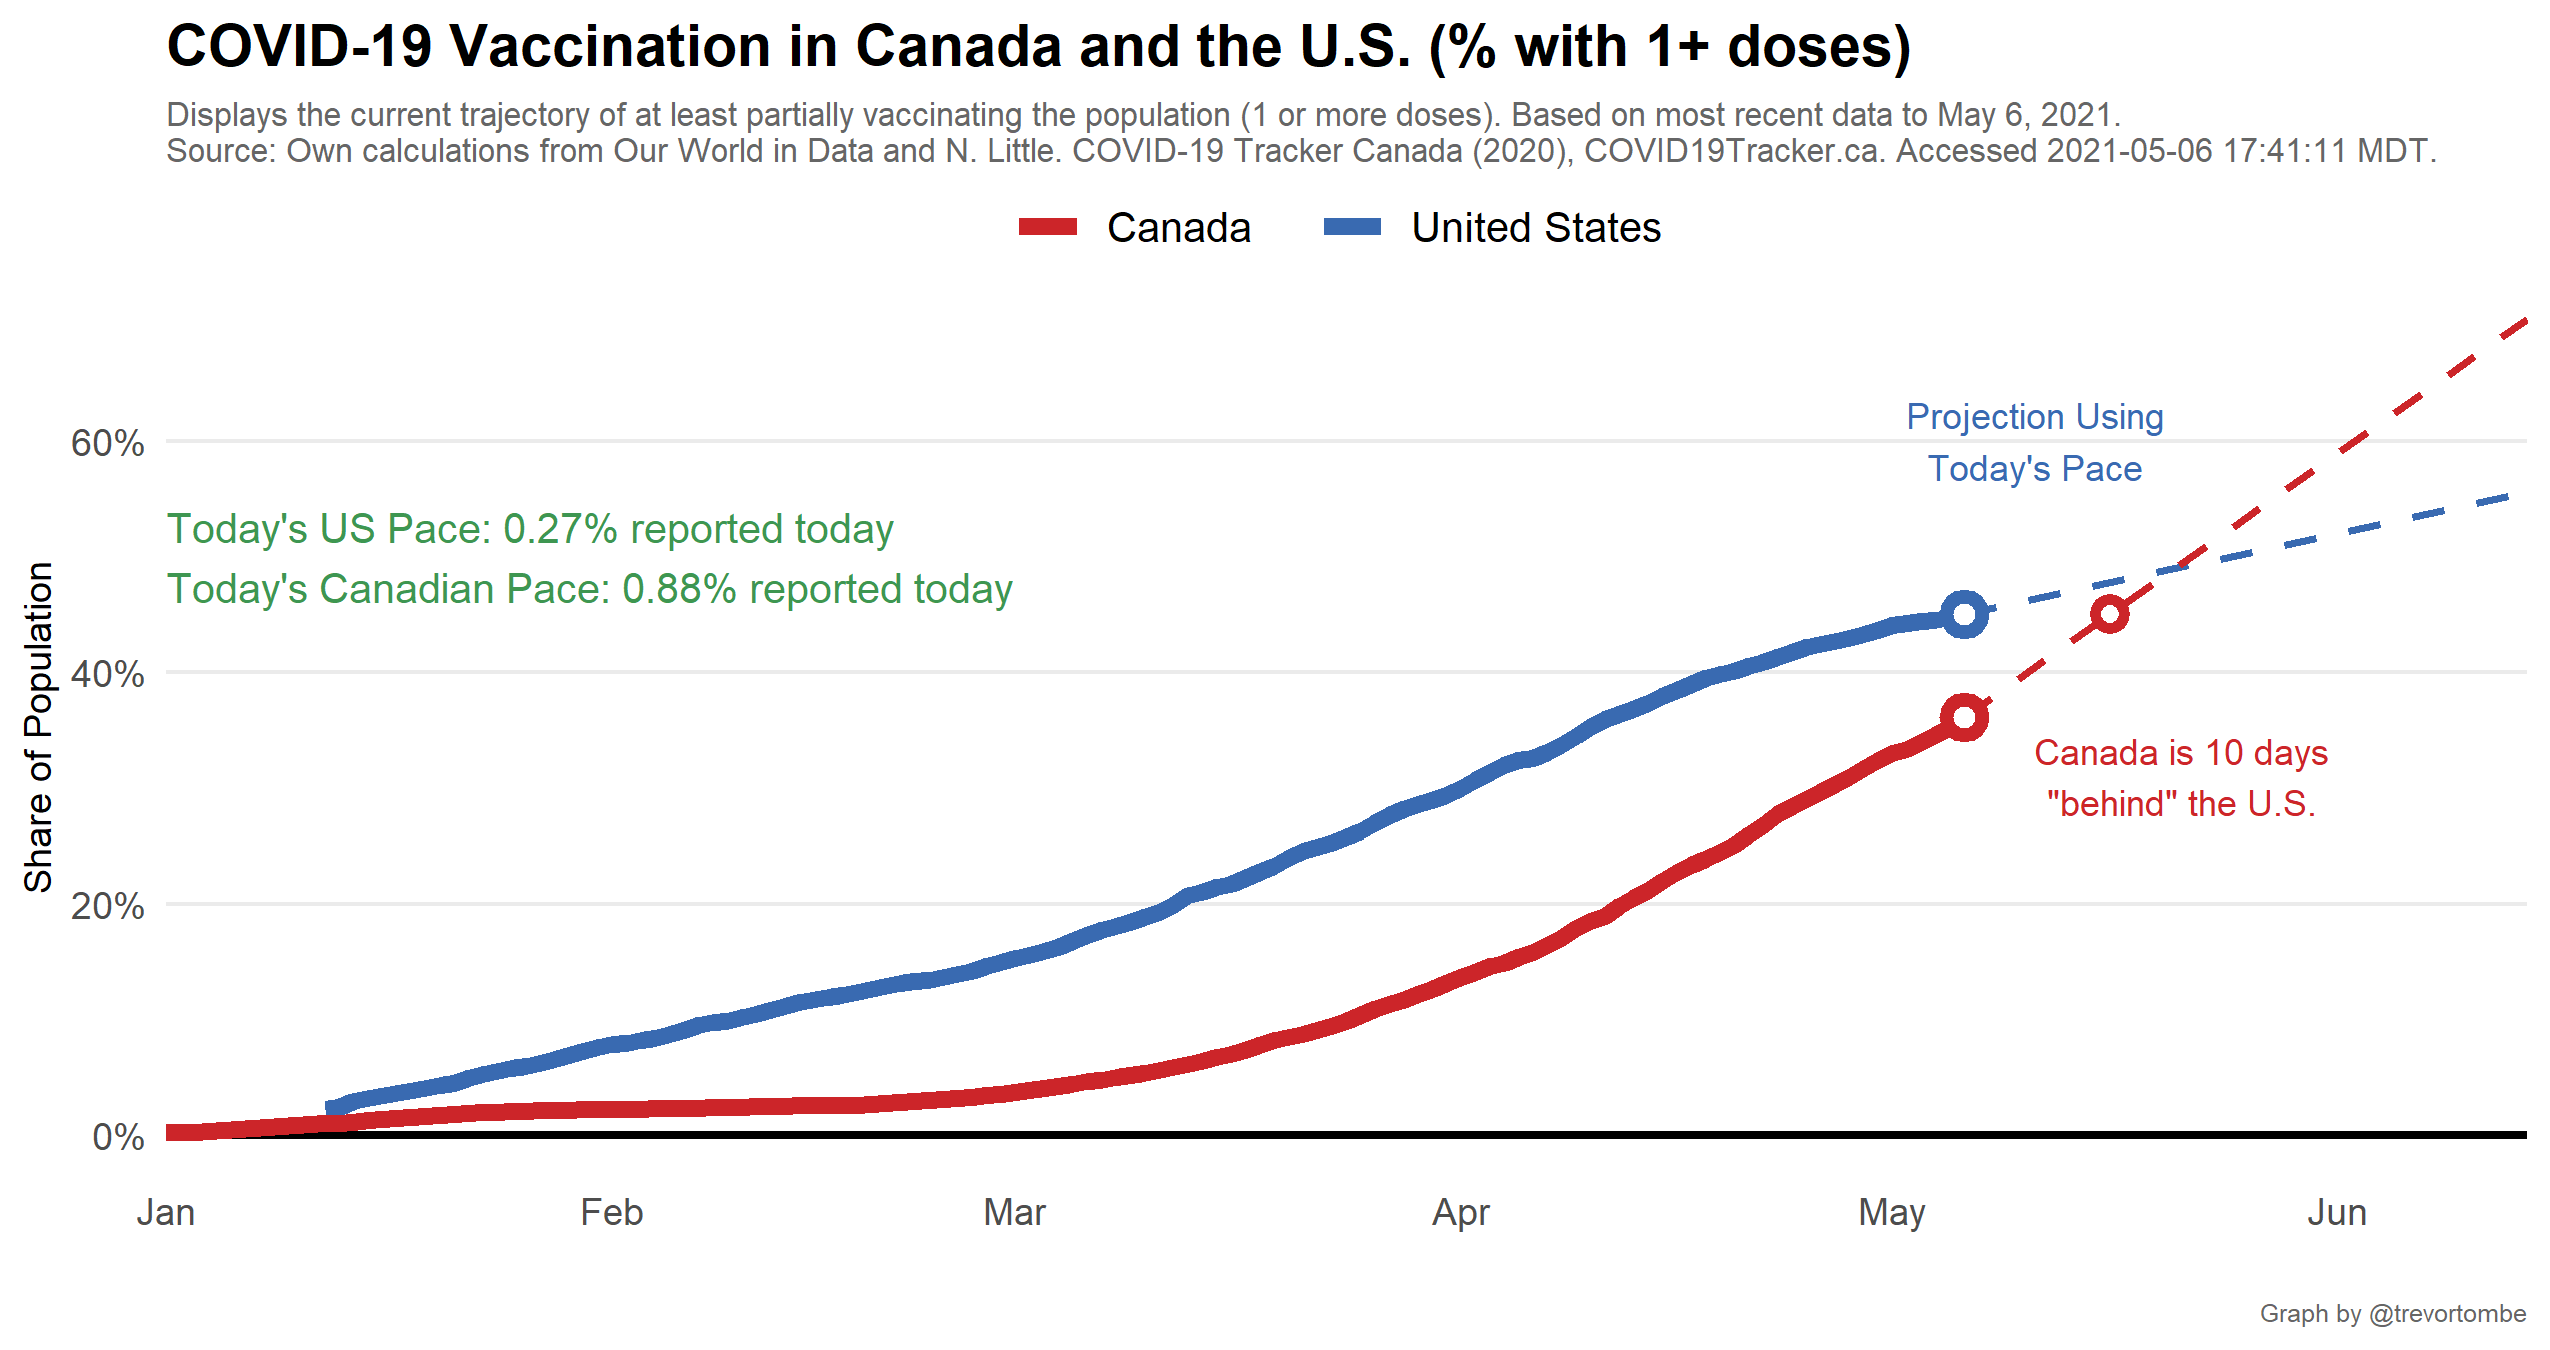 COVID-19 Vaccination in Canada and the U.S. (% with 1+ doses)
Displays the current trajectory of at least partially vaccinating the population (1 or more doses). Based on most recent data to May 6, 2021.
Source: Own calculations from Our World in Data and N. Little. COVID-19 Tracker Canada (2020), COVID19Tracker.ca. Accessed 2021-05-06 17:41:11 MDT.
Canada
United States
Projection Using
Today's Pace
60%
Today's US Pace: 0.27% reported today
Today's Canadian Pace: 0.88% reported today
Share of Population
40%
Canada is 10 days
"behind" the U.S.
20%
0%
Jan
Feb
Mar
Apr
May
Jun
Graph by @trevortombe